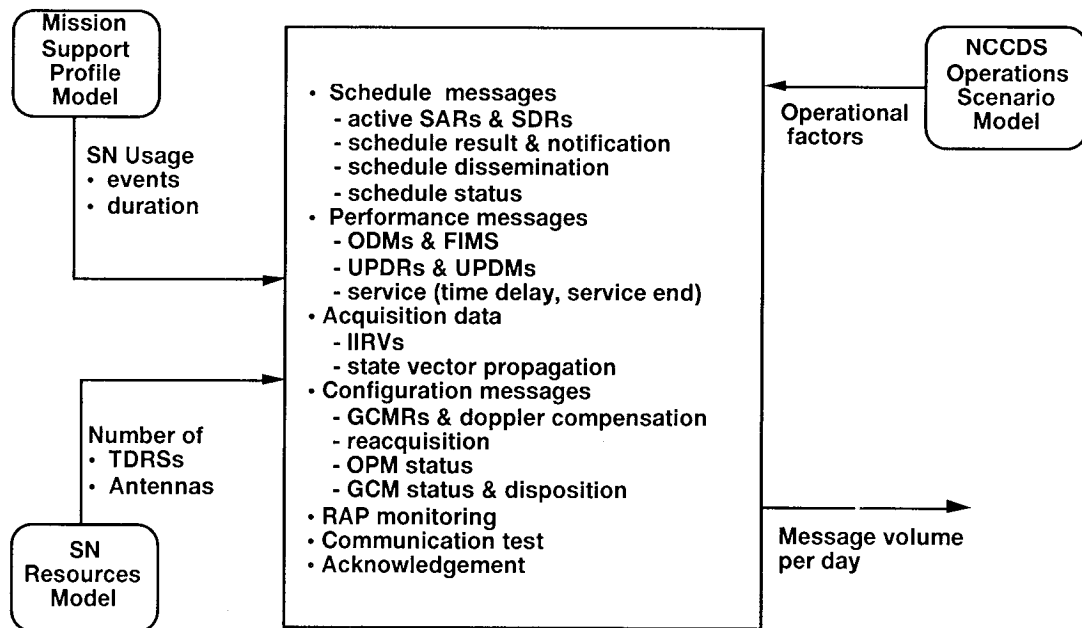 Mission
Support
Profile
Model
SN Usage
• events
• duration
Number of
• TDRSs
• Antennas
SN
Resources
Model
• Schedule messages
- active SARs & SDRs
- schedule result & notification
- schedule dissemination
- schedule status
• Performance messages
- ODMs & FIMS
- UPDRs & UPDMs
- service (time delay, service end)
• Acquisition data
- IIRVs
- state vector propagation
• Configuration messages
- GCMRs & doppler compensation
- reacquisition
- OPM status
- GCM status & disposition
• RAP monitoring
• Communication test
• Acknowledgement
NCCDS
Operations
Scenario
Model
Operational
factors
Message volume
per day